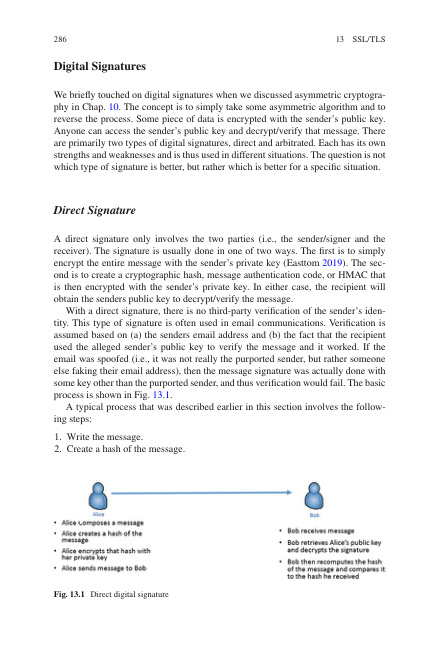 286
13 SSL/TLS
Digital Signatures
We briefly touched on digital signatures when we discussed asymmetric cryptogra-
phy in Chap. 10. The concept is to simply take some asymmetric algorithm and to
reverse the process. Some piece of data is encrypted with the sender's public key.
Anyone can access the sender's public key and decrypt/verify that message. There
are primarily two types of digital signatures, direct and arbitrated. Each has its own
strengths and weaknesses and is thus used in different situations. The question is not
which type of signature is better, but rather which is better for a specific situation.
Direct Signature
A direct signature only involves the two parties (i.e., the sender/signer and the
receiver). The signature is usually done in one of two ways. The first is to simply
encrypt the entire message with the sender's private key (Easttom 2019). The sec-
ond is to create a cryptographic hash, message authentication code, or HMAC that
is then encrypted with the sender's private key. In either case, the recipient will
obtain the senders public key to decrypt/verify the message.
With a direct signature, there is no third-party verification of the sender's iden-
tity. This type of signature is often used in email communications. Verification is
assumed based on (a) the senders email address and (b) the fact that the recipient
used the alleged sender's public key to verify the message and it worked. If the
email was spoofed (i.e., it was not really the purported sender, but rather someone
else faking their email address), then the message signature was actually done with
some key other than the purported sender, and thus verification would fail. The basic
process is shown in Fig. 13.1.
A typical process that was described earlier in this section involves the follow-
ing steps:
1. Write the message.
2. Create a hash of the message.
Alice
• Alice Composes a message
• Alice creates a hash of the
message
• Alice encrypts that hash with
her private key
• Alice sends message to Bob
Bob
• Bob receives message
• Bob retrieves Alice's public key
and decrypts the signature
• Bob then recomputes the hash
of the message and compares it
to the hash he received
Fig. 13.1 Direct digital signature